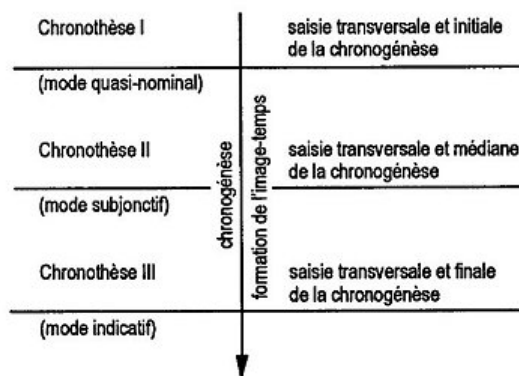 Chronothèse I
saisie transversale et initiale
de la chronogénèse
(mode quasi-nominal)
Chronothèse II
saisie transversale et médiane
de la chronogénèse
(mode subjonctif)
chronogénèse
formation de l'image-temps
Chronothèse III
saisie transversale et finale
de la chronogénèse
(mode indicatif)